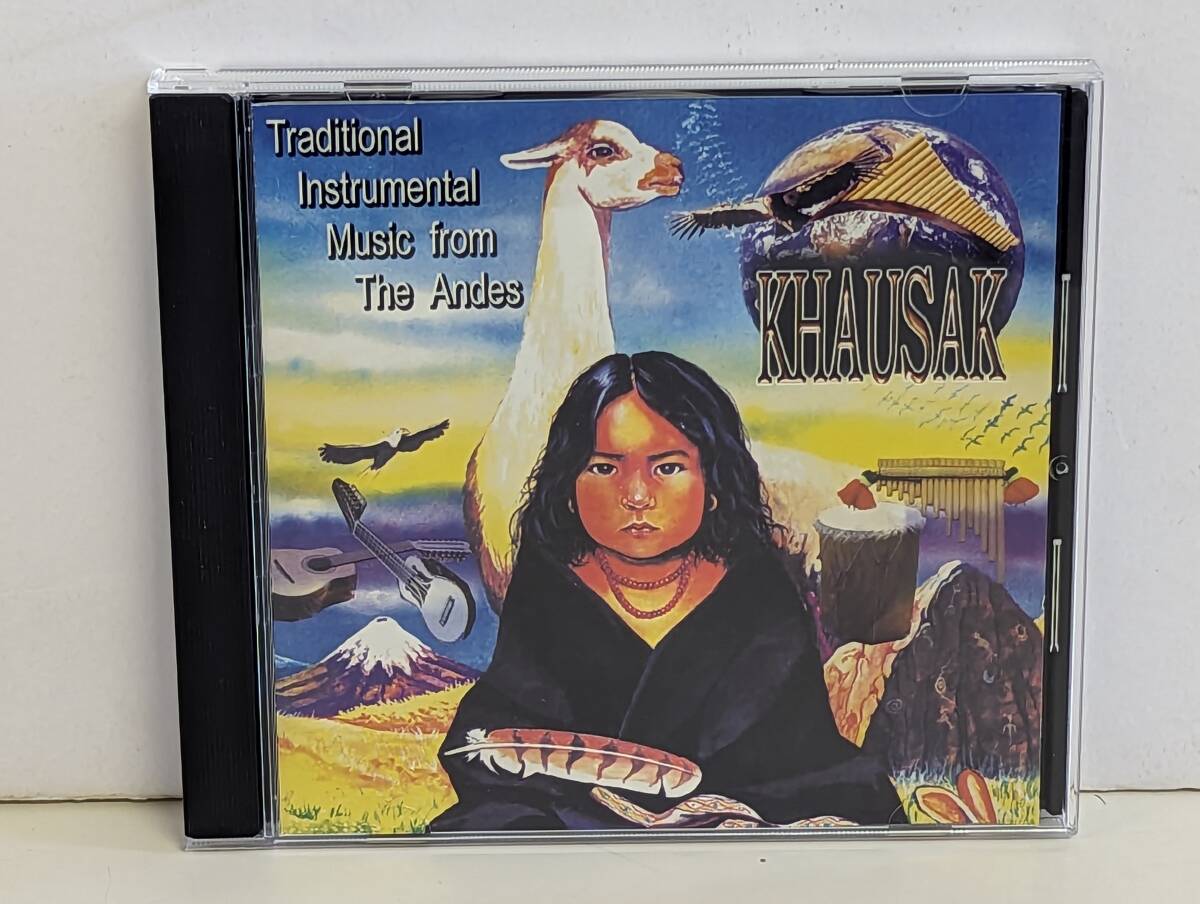 Traditional
Instrumental
Music from
The Andes
KHAUSAK